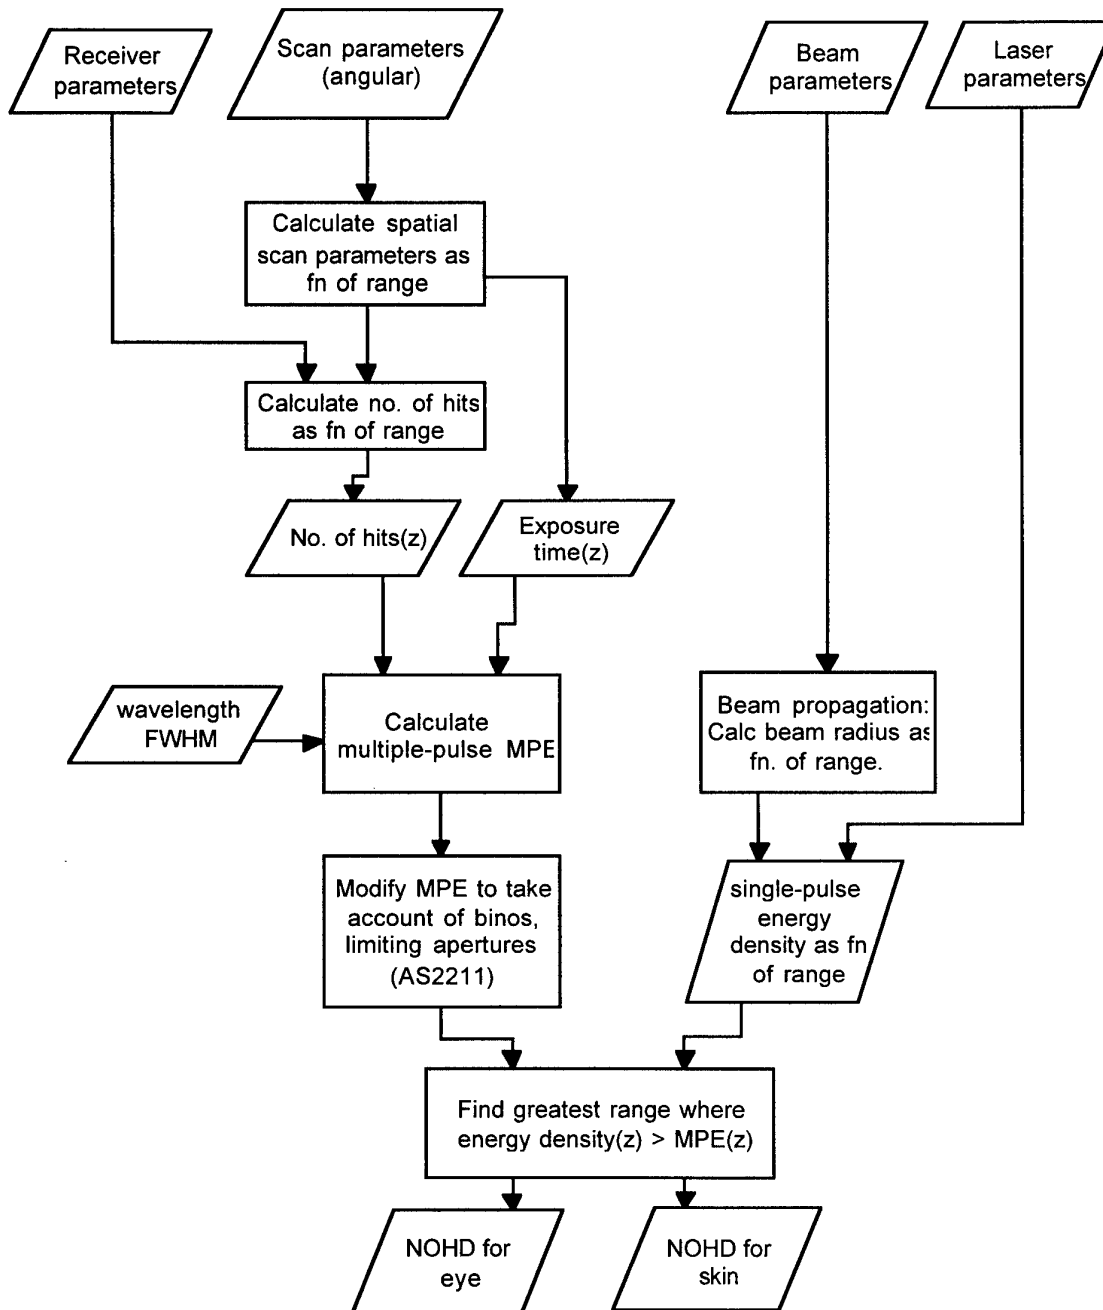 Receiver
parameters
Scan parameters
(angular)
Beam
parameters
Laser
parameters
Calculate spatial
scan parameters as
fn of range
Calculate no. of hits
as fn of range
No. of hits(z)
Exposure
time(z)
wavelength
FWHM
Calculate
multiple-pulse MPE
Beam propagation:
Calc beam radius as
fn. of range.
Modify MPE to take
account of binos,
limiting apertures
(AS2211)
single-pulse
energy
density as fn
of range
Find greatest range where
energy density(z) > MPE(z)
NOHD for
eye
NOHD for
skin